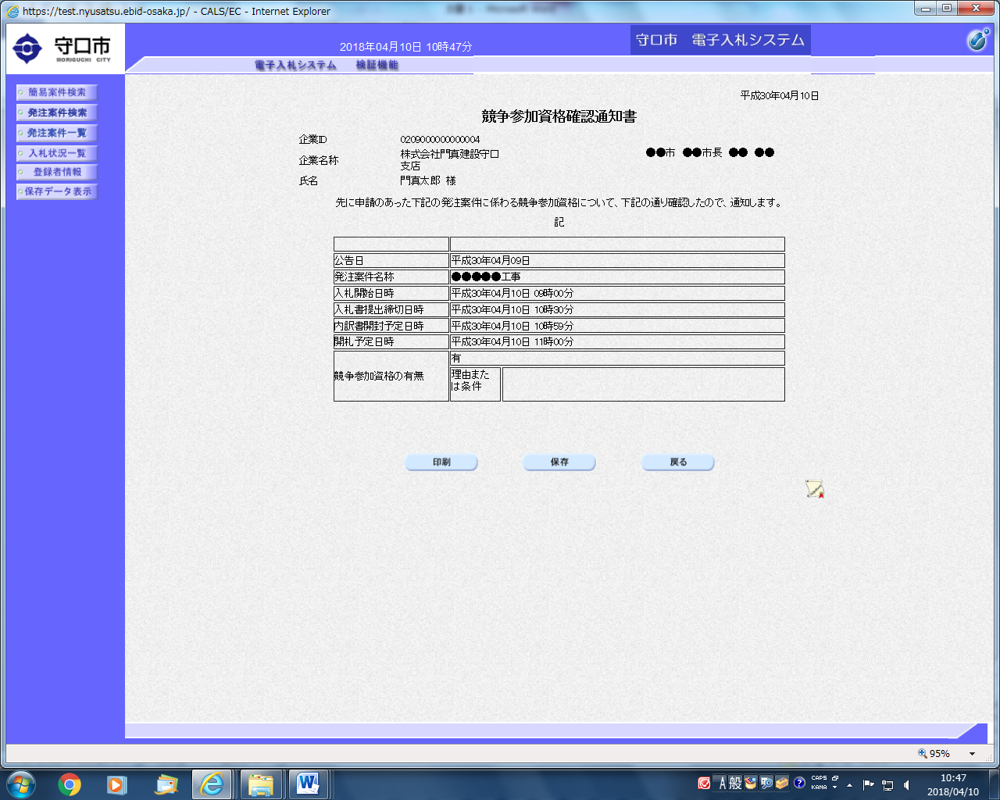 https://test.nyusatsu.ebid-osaka.jp/ - CALS/EC - Internet Explorer
守口市
MORIGUCHI CITY
2018年04月10日 10時47分
守口市 電子入札システム
電子入札システム 検証機能
簡易案件検索
発注案件検索
発注案件一覧
入札状況一覧
登録者情報
保存データ表示
平成30年04月10日
競争参加資格確認通知書
企業ID 0209000000000004
企業名称 株式会社門真建設守口
支店
●●市 ●●市長 ●● ●●
氏名 門真太郎 様
先に申請のあった下記の発注案件に係わる競争参加資格について、下記の通り確認したので、通知します。
記
公告日 平成30年04月09日
発注案件名称 ●●●●●工事
入札開始日時 平成30年04月10日 09時00分
入札書提出締切日時 平成30年04月10日 10時30分
内訳書開封予定日時 平成30年04月10日 10時59分
開札予定日時 平成30年04月10日 11時00分
競争参加資格の有無 有
理由また
は条件
印刷 保存 戻る
95%
A 般
CAPS
KANA
10:47
2018/04/10